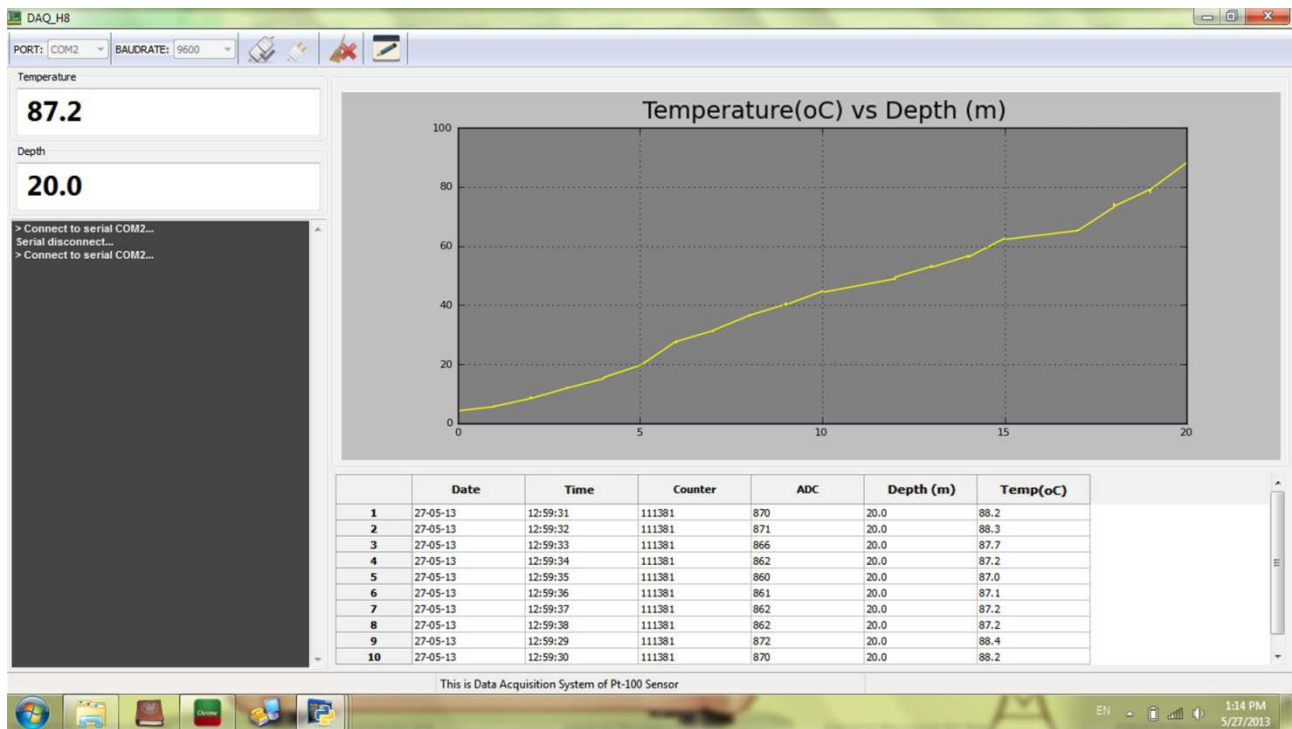 DAQ_H8
PORT: COM2 BAUDRATE: 9600
Temperature
87.2
Depth
20.0
> Connect to serial COM2...
Serial disconnect...
> Connect to serial COM2...
Temperature(oC) vs Depth (m)
100
80
60
40
20
0
0 5 10 15 20
Date Time Counter ADC Depth (m) Temp(oC)
1 27-05-13 12:59:31 111381 870 20.0 88.2
2 27-05-13 12:59:32 111381 871 20.0 88.3
3 27-05-13 12:59:33 111381 866 20.0 87.7
4 27-05-13 12:59:34 111381 862 20.0 87.2
5 27-05-13 12:59:35 111381 860 20.0 87.0
6 27-05-13 12:59:36 111381 861 20.0 87.1
7 27-05-13 12:59:37 111381 862 20.0 87.2
8 27-05-13 12:59:38 111381 862 20.0 87.2
9 27-05-13 12:59:29 111381 872 20.0 88.4
10 27-05-13 12:59:30 111381 870 20.0 88.2
This is Data Acquisition System of Pt-100 Sensor
Chrome
EN
1:14 PM
5/27/2013